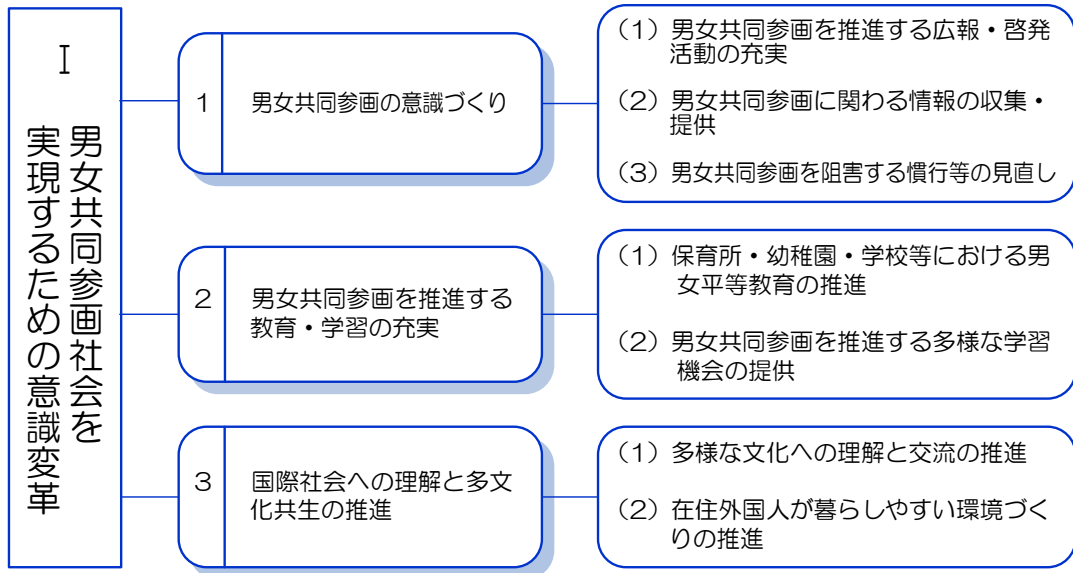 Ⅰ
男女共同参画社会を
実現するための意識変革
1
男女共同参画の意識づくり
(1) 男女共同参画を推進する広報・啓発
活動の充実
(2) 男女共同参画に関わる情報の収集・
提供
(3) 男女共同参画を阻害する慣行等の見直し
2
男女共同参画を推進する
教育・学習の充実
(1) 保育所・幼稚園・学校等における男
女平等教育の推進
(2) 男女共同参画を推進する多様な学習
機会の提供
3
国際社会への理解と多文
化共生の推進
(1) 多様な文化への理解と交流の推進
(2) 在住外国人が暮らしやすい環境づく
りの推進